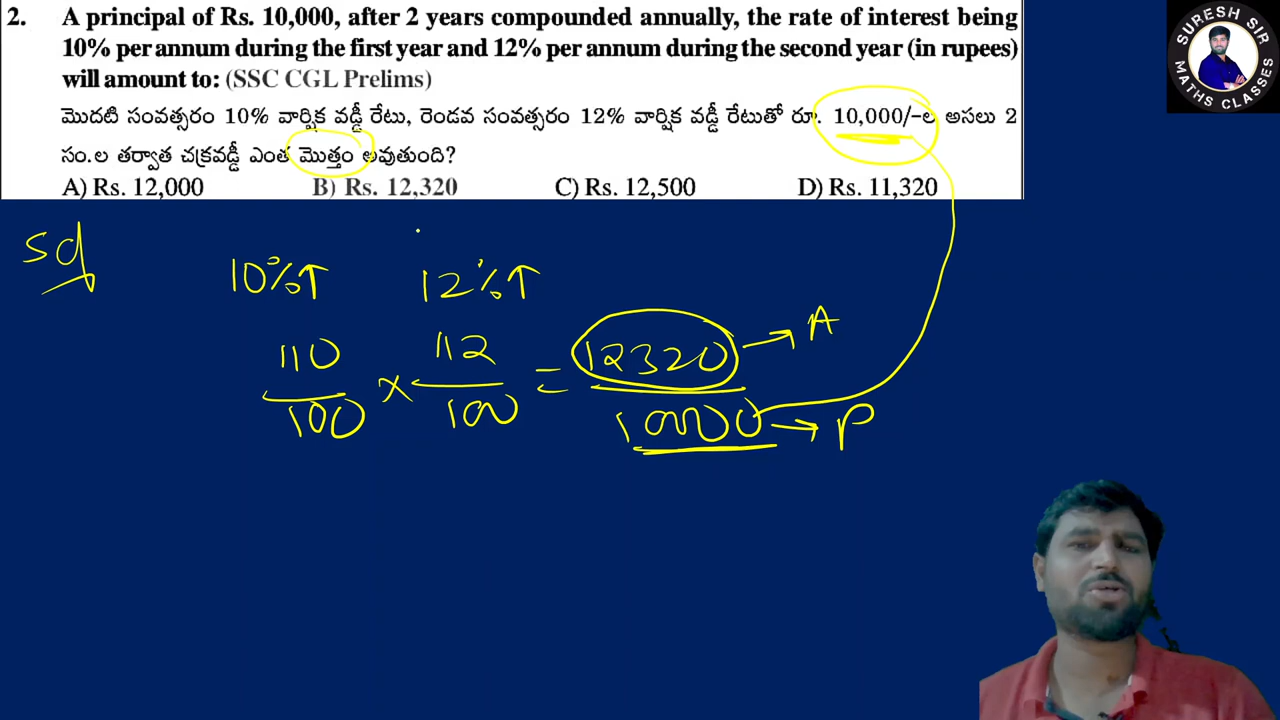 2. A principal of Rs. 10,000, after 2 years compounded annually, the rate of interest being
10% per annum during the first year and 12% per annum during the second year (in rupees)
will amount to: (SSC CGL Prelims)
మొదటి సంవత్సరం 10% వార్షిక వడ్డీ రేటు, రెండవ సంవత్సరం 12% వార్షిక వడ్డీ రేటుతో రూ. 10,000/-ల అసలు 2
సం.ల తర్వాత చక్రవడ్డీ ఎంత మొత్తం అవుతుంది?
A) Rs. 12,000 B) Rs. 12,320 C) Rs. 12,500 D) Rs. 11,320
SURESH SIR
MATHS CLASSES
10%↑ 12%↑
110/100 × 112/100 = 12320/10000
→ A
→ P